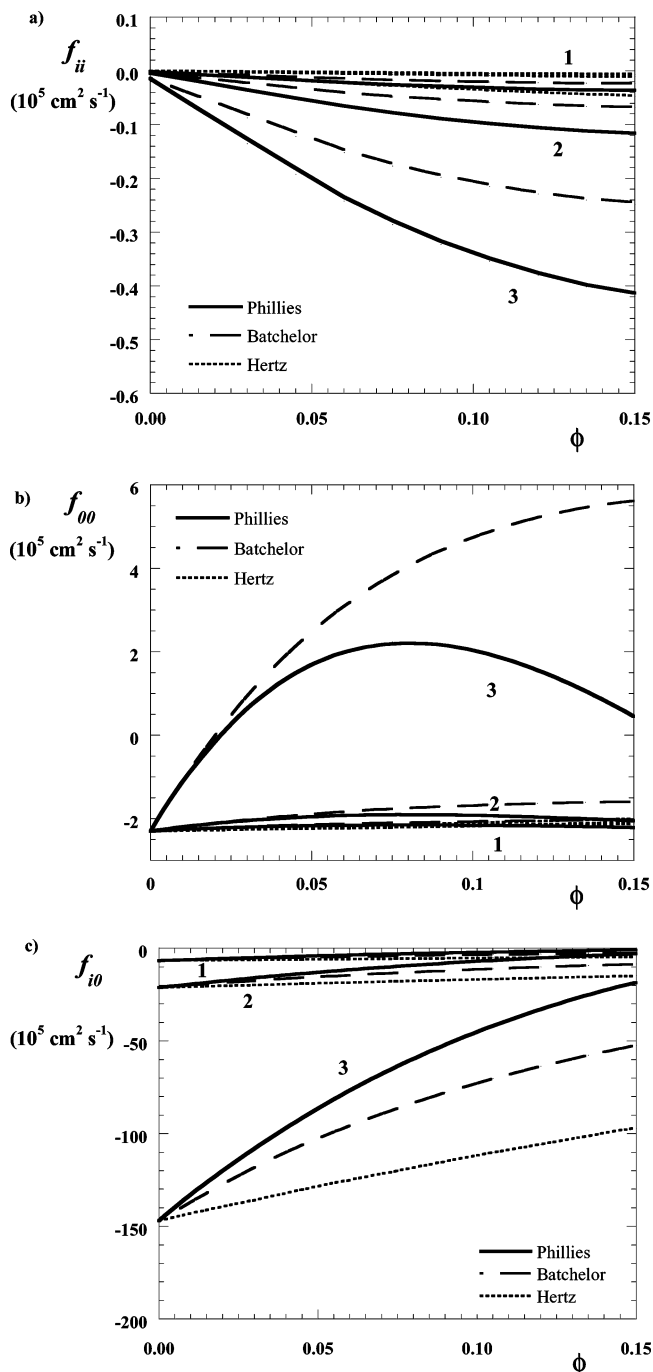 a)
f_ii
(10^5 cm^2 s^-1)
0.1
0.0
-0.1
-0.2
-0.3
-0.4
-0.5
-0.6
1
2
3
Phillies
Batchelor
Hertz
0.00
0.05
0.10
0.15
ϕ
b)
f_00
(10^5 cm^2 s^-1)
6
4
2
0
-2
Phillies
Batchelor
Hertz
3
2
1
0
0.05
0.10
0.15
ϕ
c)
f_i0
(10^5 cm^2 s^-1)
0
-50
-100
-150
-200
1
2
3
Phillies
Batchelor
Hertz
0.00
0.05
0.10
0.15
ϕ